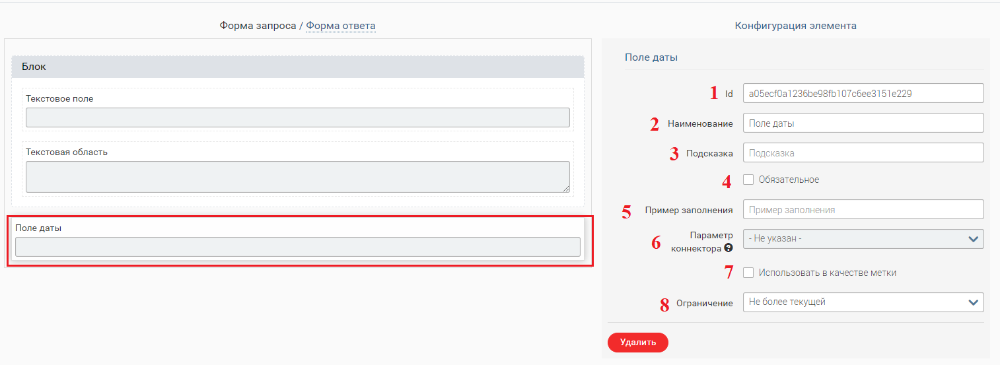 Форма запроса / Форма ответа
Блок
Текстовое поле
Текстовая область
Поле даты
Конфигурация элемента
Поле даты
1 Id a05ecf0a1236be98fb107c6ee3151e229
2 Наименование Поле даты
3 Подсказка Подсказка
4 Обязательное
5 Пример заполнения Пример заполнения
6 Параметр
коннектора ? - Не указан -
7 Использовать в качестве метки
8 Ограничение Не более текущей
Удалить